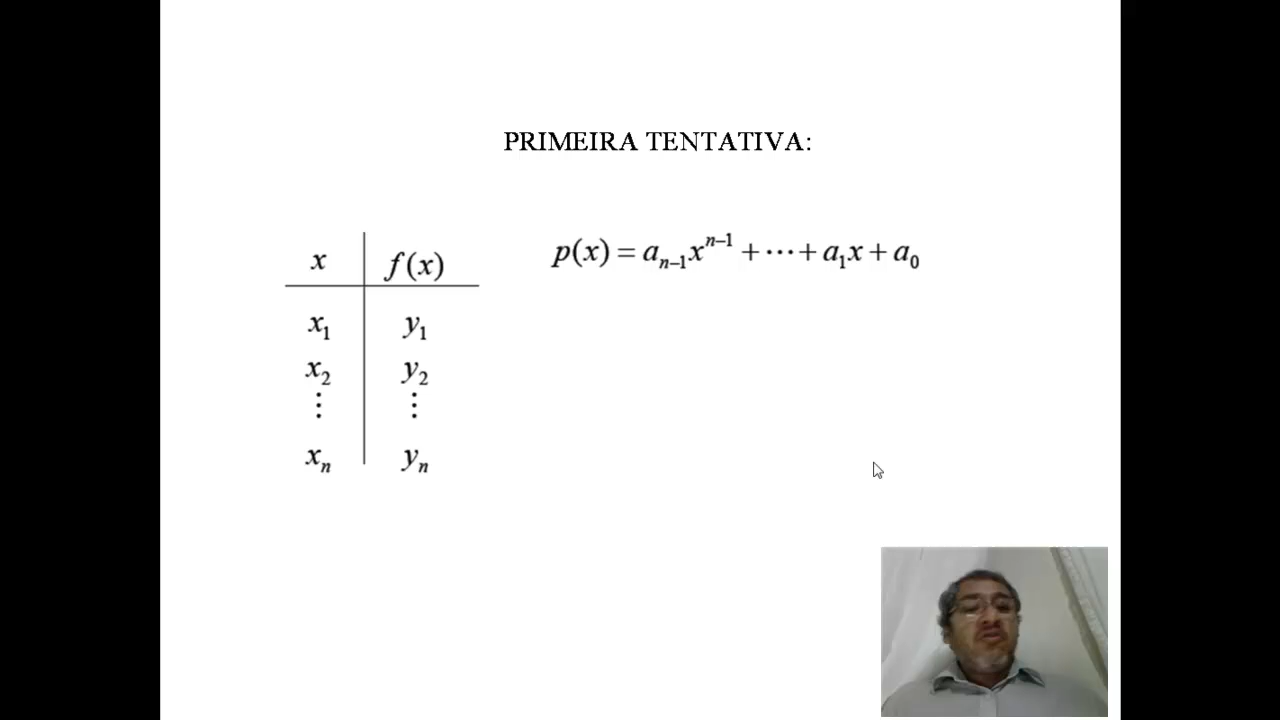 PRIMEIRA TENTATIVA:
p(x) = aₙ₋₁xⁿ⁻¹ + ⋯ + a₁x + a₀
x f(x)
x₁ y₁
x₂ y₂
⋮ ⋮
xₙ yₙ